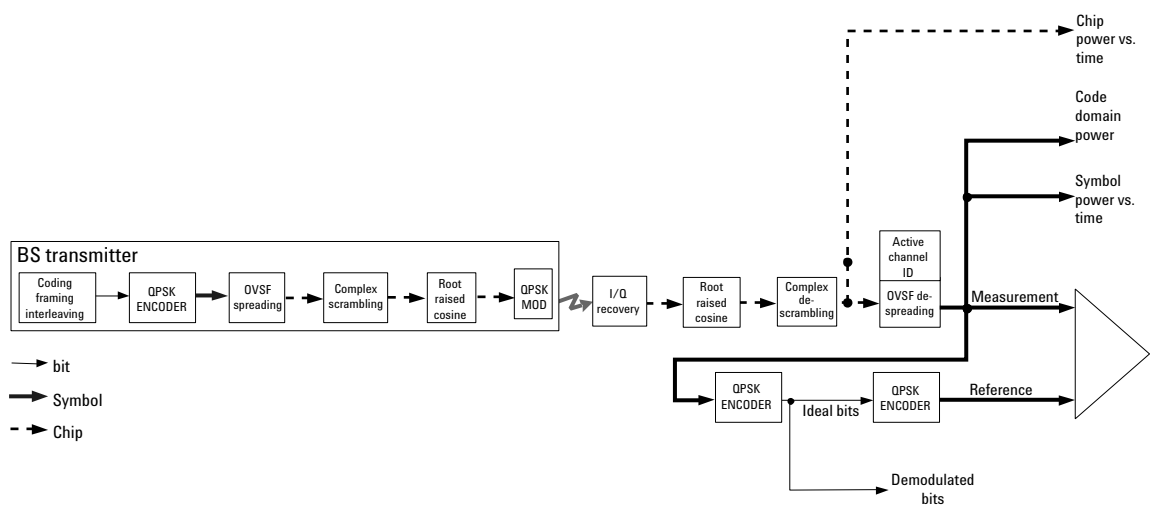 Chip
power vs.
time
Code
domain
power
Symbol
power vs.
time
BS transmitter
Coding
framing
interleaving
QPSK
ENCODER
OVSF
spreading
Complex
scrambling
Root
raised
cosine
QPSK
MOD
I/Q
recovery
Root
raised
cosine
Complex
de-
scrambling
Active
channel
ID
OVSF de-
spreading
Measurement
bit
Symbol
Chip
QPSK
ENCODER
Ideal bits
QPSK
ENCODER
Reference
Demodulated
bits